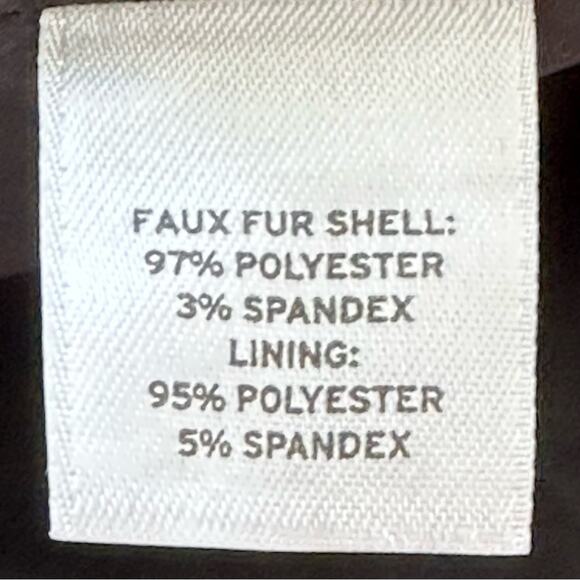 FAUX FUR SHELL:
97% POLYESTER
3% SPANDEX
LINING:
95% POLYESTER
5% SPANDEX